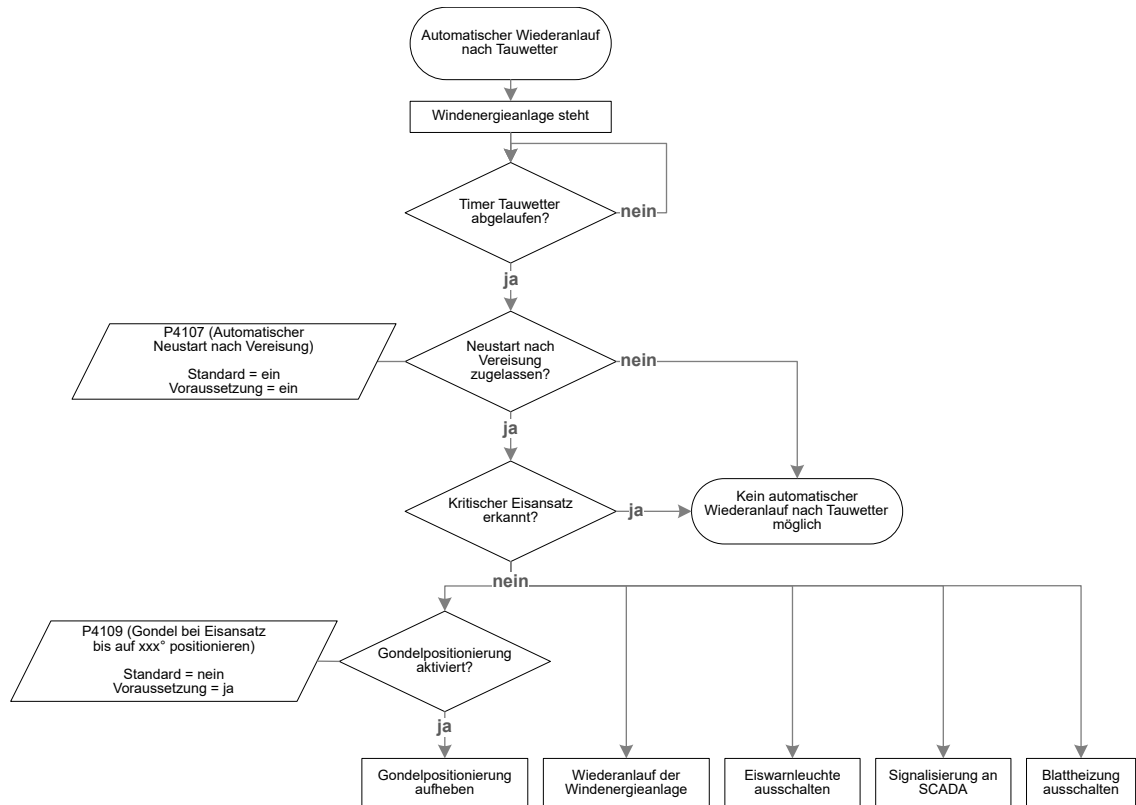 Automatischer Wiederanlauf
nach Tauwetter
Windenergieanlage steht
Timer Tauwetter
abgelaufen?
nein
ja
P4107 (Automatischer
Neustart nach Vereisung)
Standard = ein
Voraussetzung = ein
Neustart nach
Vereisung
zugelassen?
nein
ja
Kritischer Eisansatz
erkannt?
ja
Kein automatischer
Wiederanlauf nach Tauwetter
möglich
nein
P4109 (Gondel bei Eisansatz
bis auf xxx° positionieren)
Standard = nein
Voraussetzung = ja
Gondelpositionierung
aktiviert?
ja
Gondelpositionierung
aufheben
Wiederanlauf der
Windenergieanlage
Eiswarnleuchte
ausschalten
Signalisierung an
SCADA
Blattheizung
ausschalten